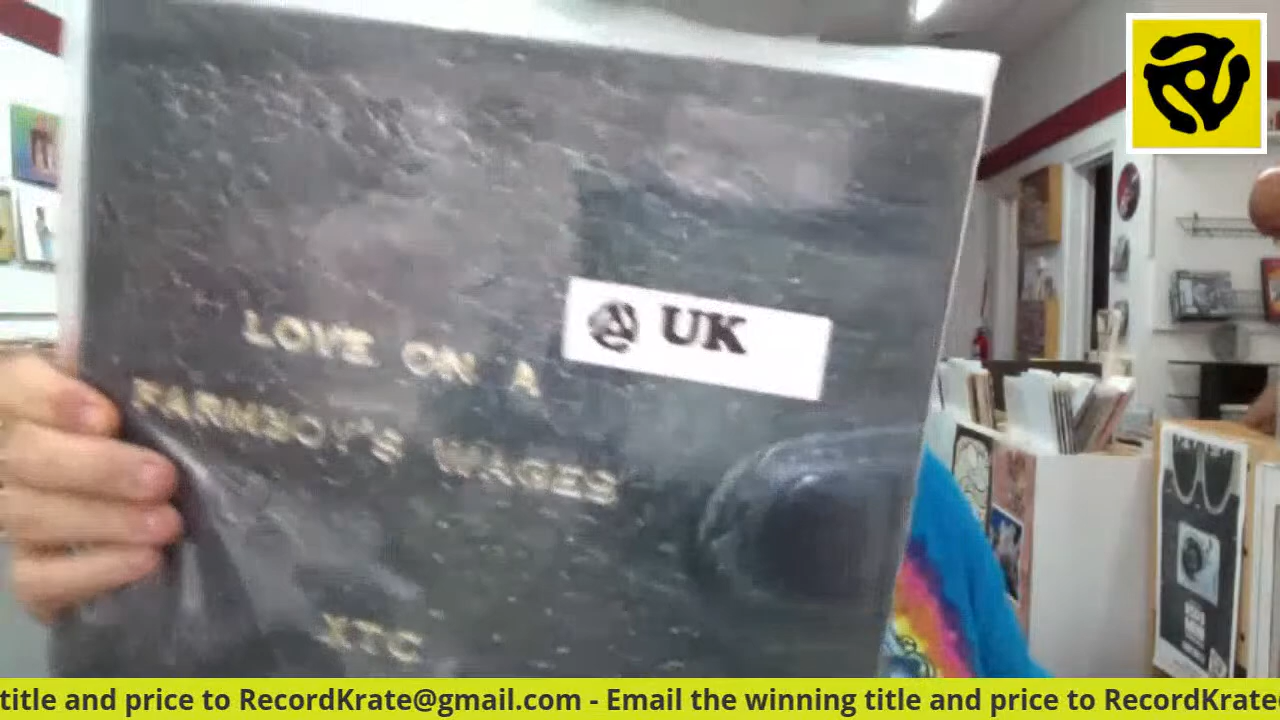 UK
LOVE ON A
FARMBOY'S WAGES
XTC
title and price to RecordKrate@gmail.com - Email the winning title and price to RecordKrate